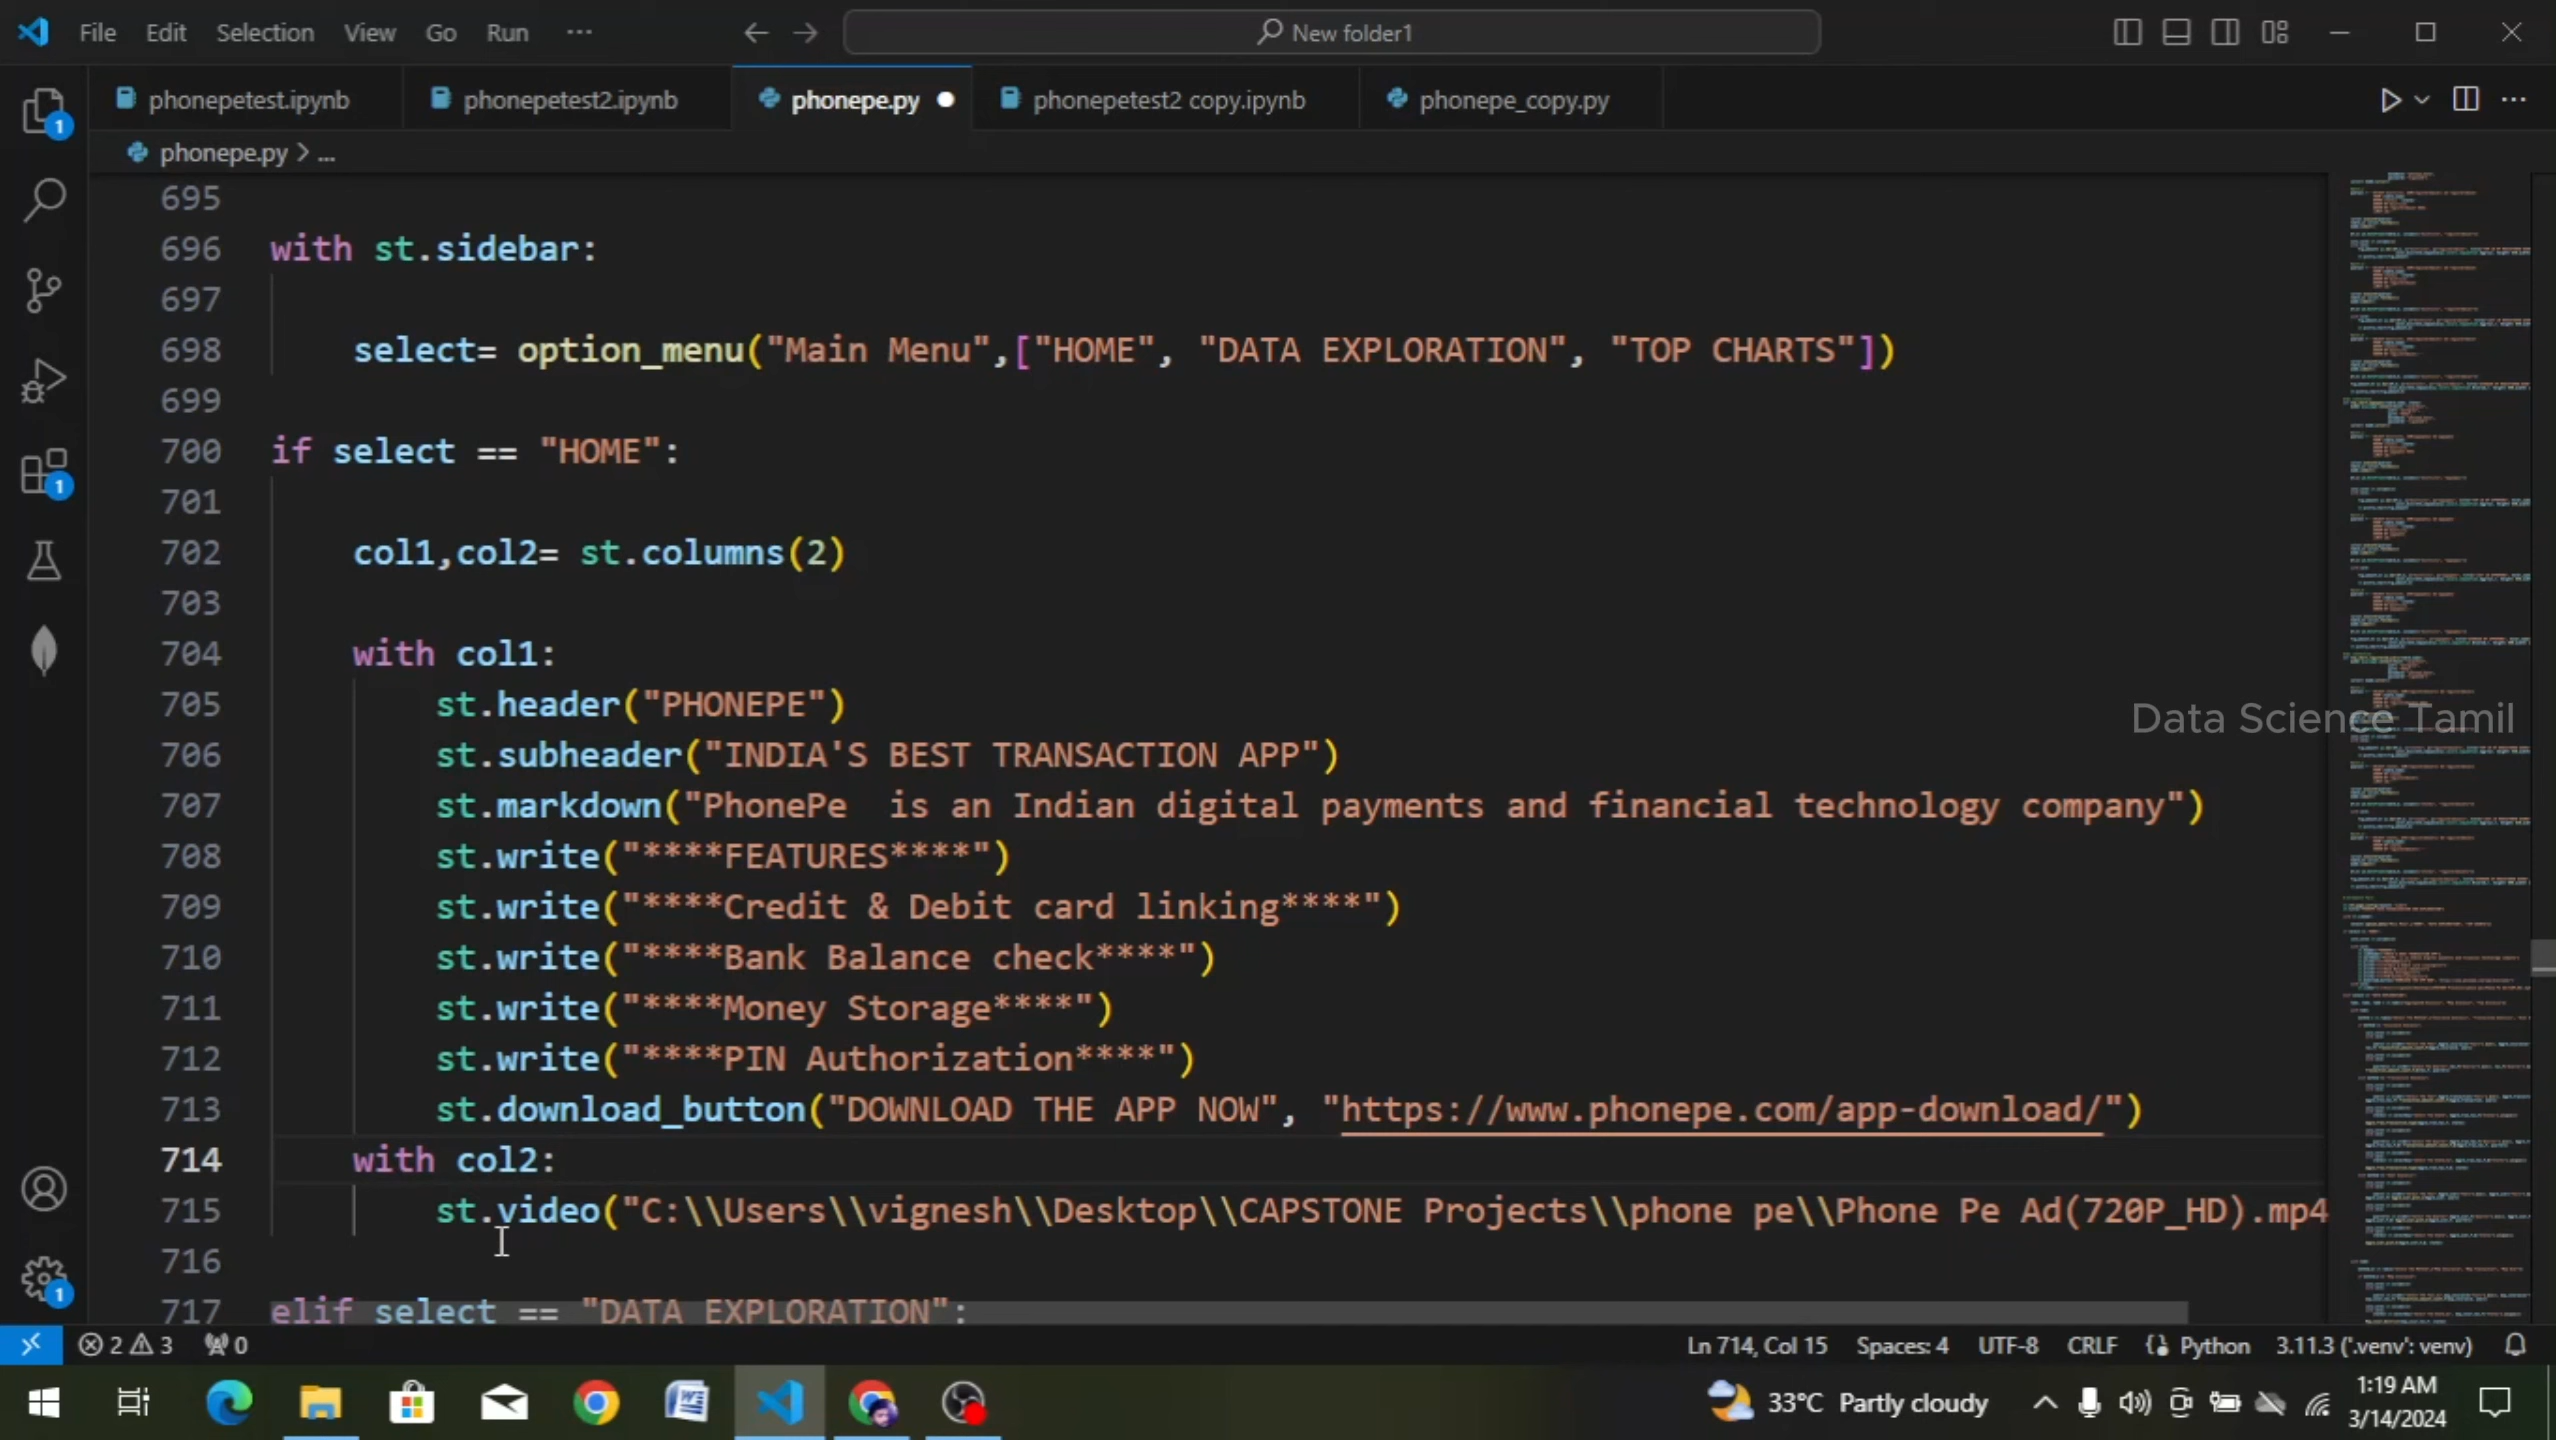 File Edit Selection View Go Run ··· New folder1
phonepetest.ipynb phonepetest2.ipynb phonepe.py phonepetest2 copy.ipynb phonepe_copy.py
phonepe.py > ...
695
696 with st.sidebar:
697
698 select= option_menu("Main Menu",["HOME", "DATA EXPLORATION", "TOP CHARTS"])
699
700 if select == "HOME":
701
702 col1,col2= st.columns(2)
703
704 with col1:
705 st.header("PHONEPE")
706 st.subheader("INDIA'S BEST TRANSACTION APP")
707 st.markdown("PhonePe  is an Indian digital payments and financial technology company")
708 st.write("****FEATURES****")
709 st.write("****Credit & Debit card linking****")
710 st.write("****Bank Balance check****")
711 st.write("****Money Storage****")
712 st.write("****PIN Authorization****")
713 st.download_button("DOWNLOAD THE APP NOW", "https://www.phonepe.com/app-download/")
714 with col2:
715 st.video("C:\\Users\\vignesh\\Desktop\\CAPSTONE Projects\\phone pe\\Phone Pe Ad(720P_HD).mp4
716
717 elif select == "DATA EXPLORATION":
Data Science Tamil
1
1
1
2 3 0 Ln 714, Col 15 Spaces: 4 UTF-8 CRLF Python 3.11.3 ('.venv': venv)
33°C Partly cloudy
1:19 AM
3/14/2024